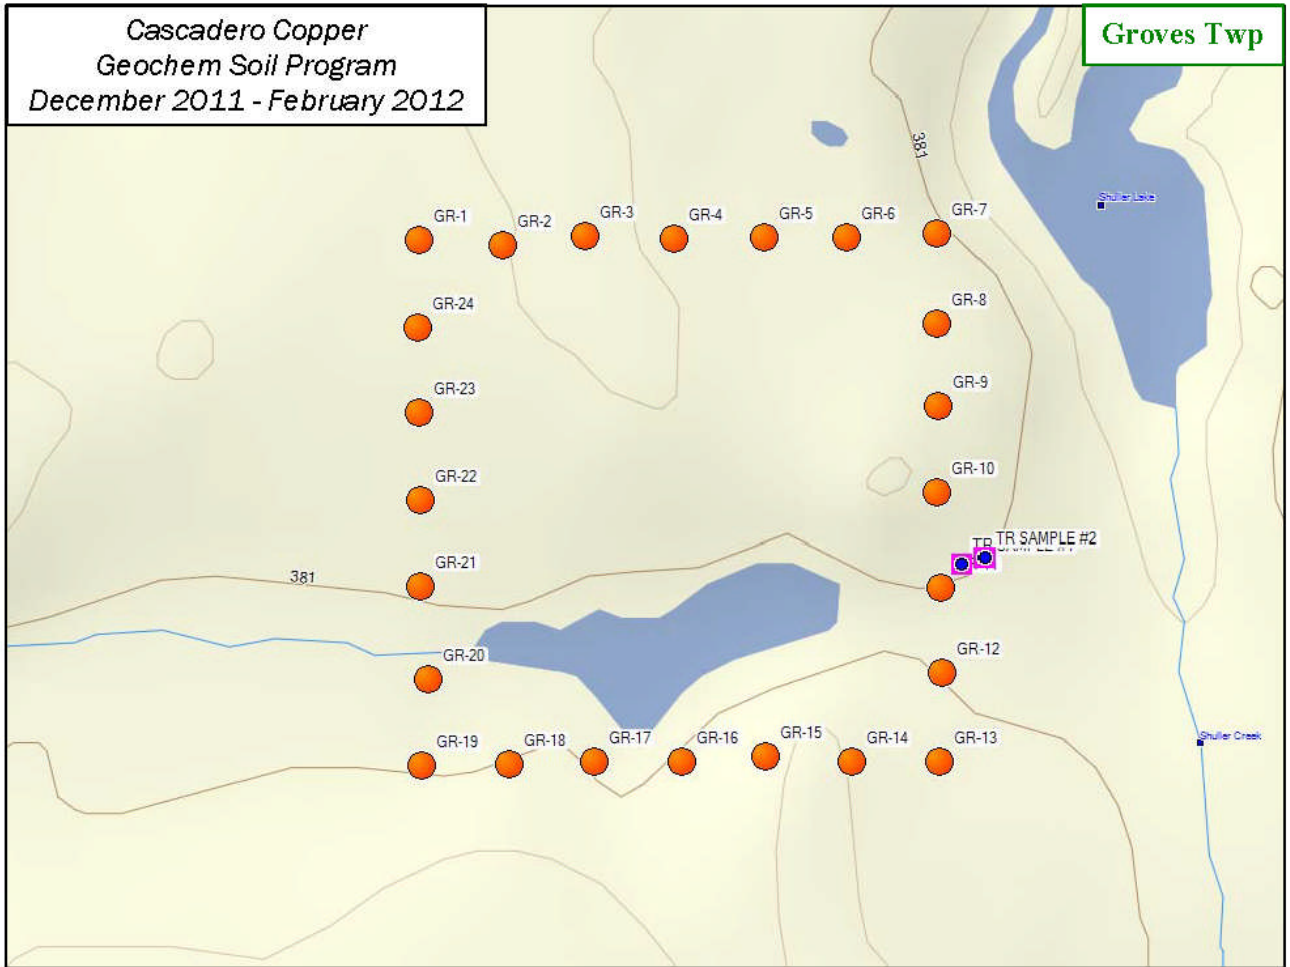 Cascadero Copper
Geochem Soil Program
December 2011 - February 2012
Groves Twp
381
Shuller Lake
GR-1
GR-2
GR-3
GR-4
GR-5
GR-6
GR-7
GR-24
GR-8
GR-23
GR-9
GR-22
GR-10
TR SAMPLE #2
TR
GR-21
381
GR-20
GR-12
GR-19
GR-18
GR-17
GR-16
GR-15
GR-14
GR-13
Shuller Creek